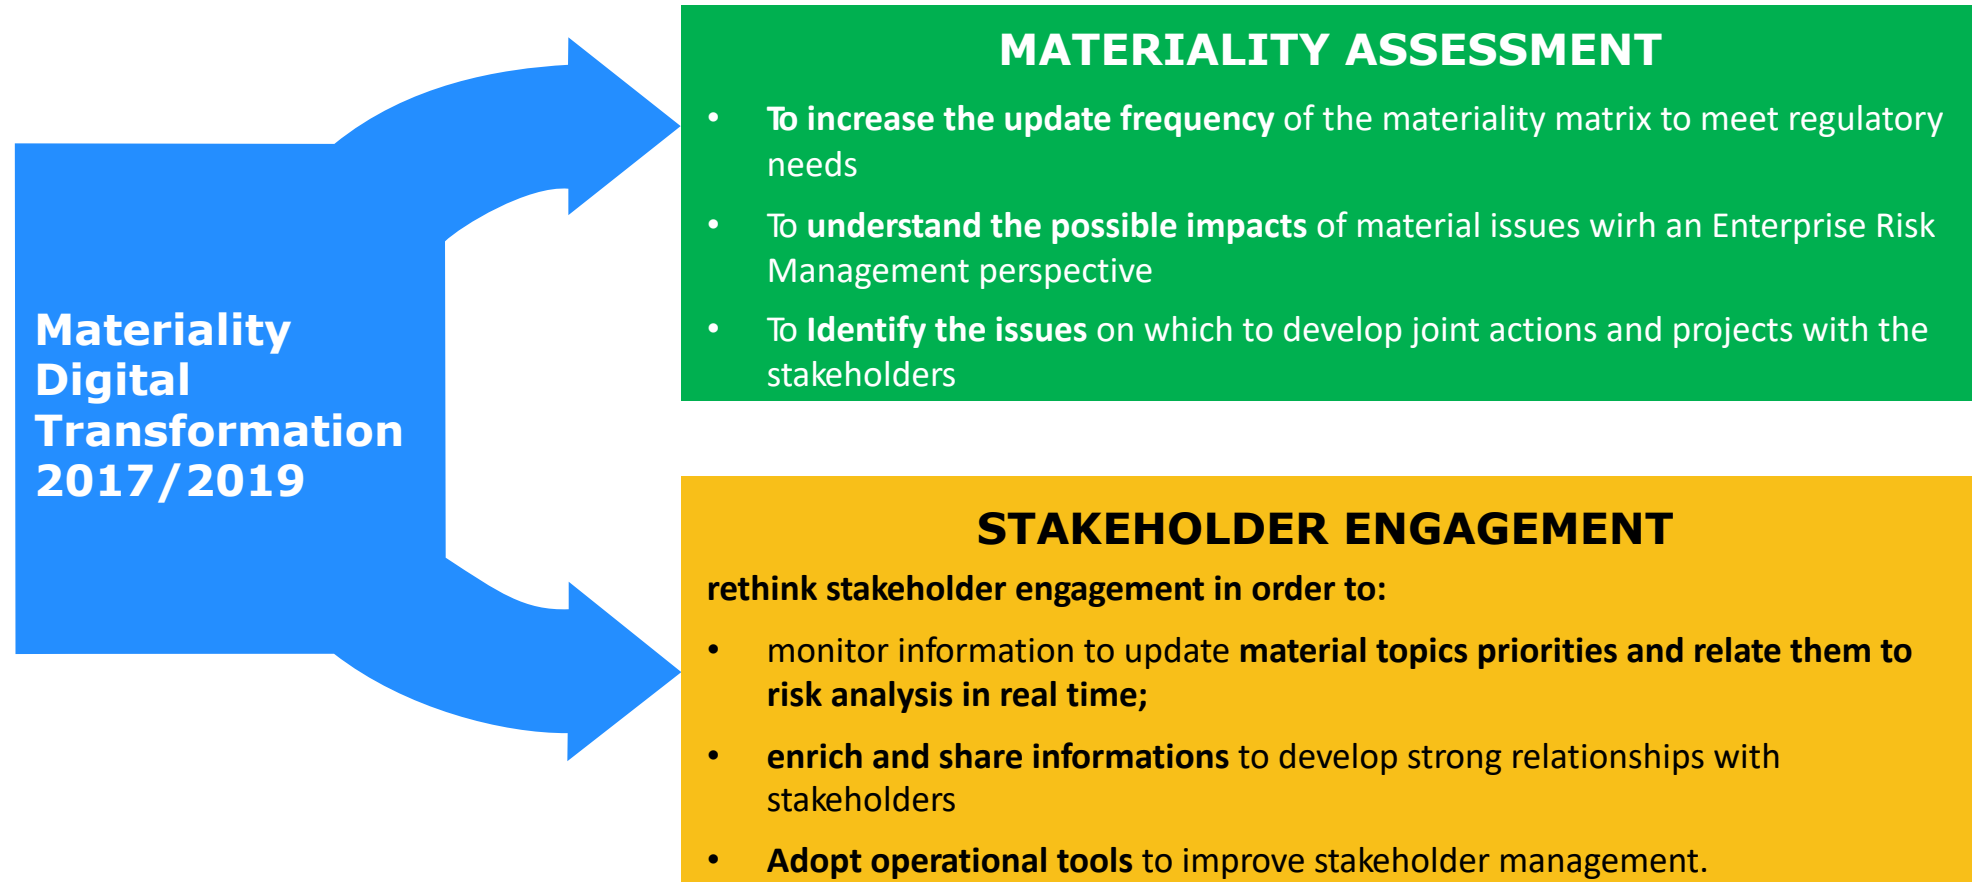 Materiality
Digital
Transformation
2017/2019
MATERIALITY ASSESSMENT
• To increase the update frequency of the materiality matrix to meet regulatory
needs
• To understand the possible impacts of material issues wirh an Enterprise Risk
Management perspective
• To Identify the issues on which to develop joint actions and projects with the
stakeholders
STAKEHOLDER ENGAGEMENT
rethink stakeholder engagement in order to:
• monitor information to update material topics priorities and relate them to
risk analysis in real time;
• enrich and share informations to develop strong relationships with
stakeholders
• Adopt operational tools to improve stakeholder management.